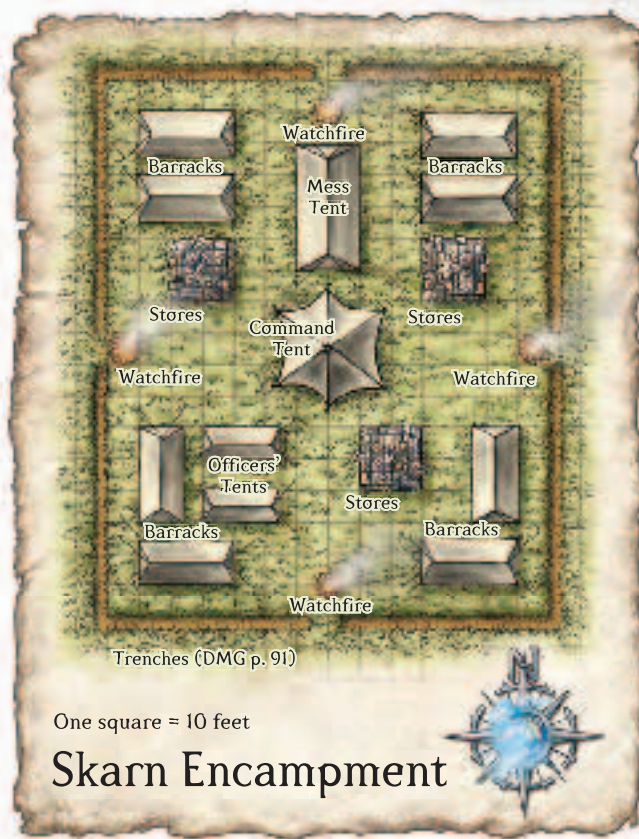 Watchfire
Barracks
Barracks
Mess
Tent
Stores
Stores
Command
Tent
Watchfire
Watchfire
Officers'
Tents
Stores
Barracks
Barracks
Watchfire
Trenches (DMG p. 91)
N
One square = 10 feet
Skarn Encampment